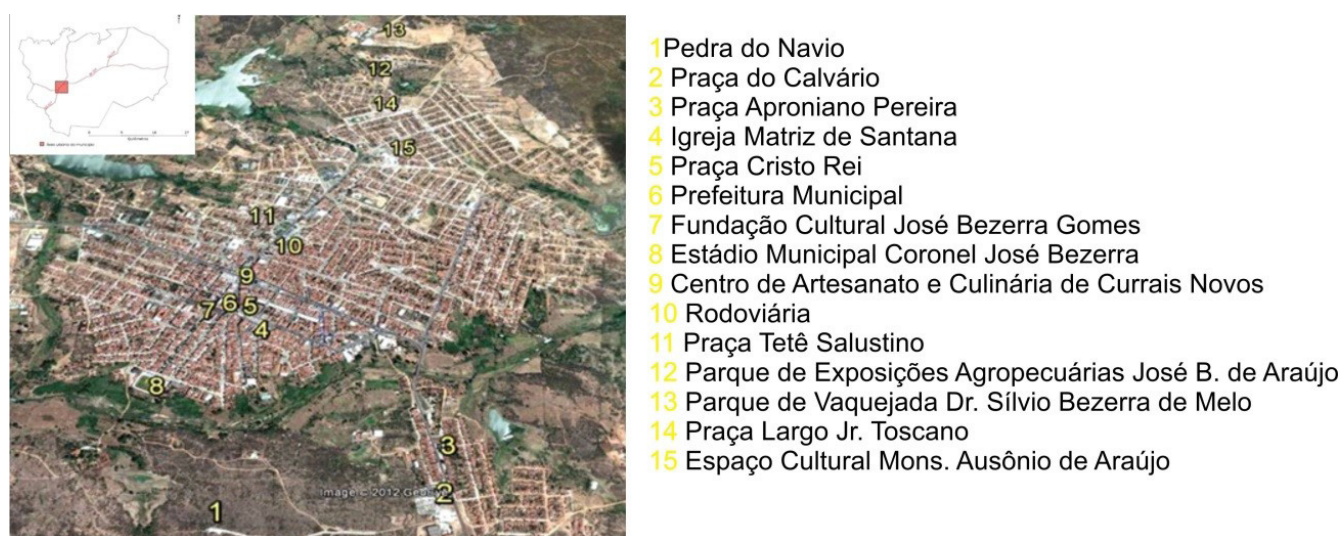 13
12
14
15
11
10
9
7 6 5
4
8
3
Image © 2012
2
1
1Pedra do Navio
2 Praça do Calvário
3 Praça Aproniano Pereira
4 Igreja Matriz de Santana
5 Praça Cristo Rei
6 Prefeitura Municipal
7 Fundação Cultural José Bezerra Gomes
8 Estádio Municipal Coronel José Bezerra
9 Centro de Artesanato e Culinária de Currais Novos
10 Rodoviária
11 Praça Tetê Salustino
12 Parque de Exposições Agropecuárias José B. de Araújo
13 Parque de Vaquejada Dr. Sílvio Bezerra de Melo
14 Praça Largo Jr. Toscano
15 Espaço Cultural Mons. Ausônio de Araújo